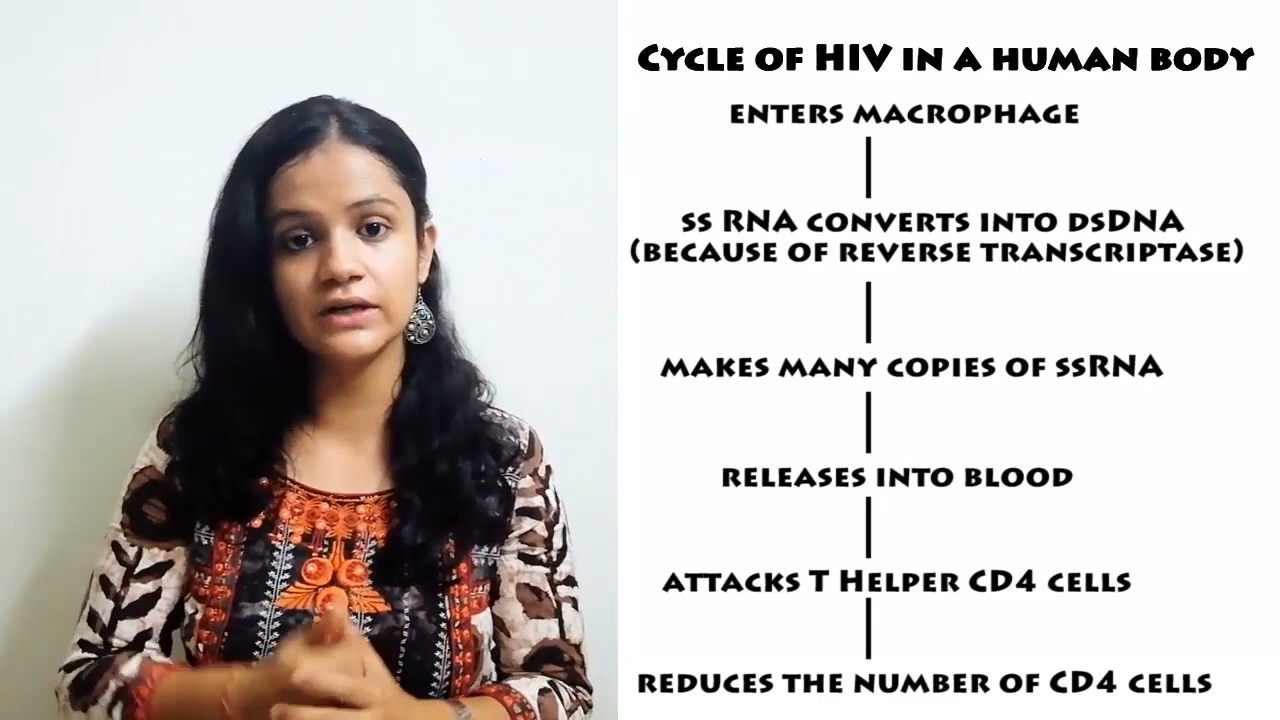 Cycle of HIV in a human body
enters macrophage
ss RNA converts into dsDNA
(because of reverse transcriptase)
makes many copies of ssRNA
releases into blood
attacks T Helper CD4 cells
reduces the number of CD4 cells